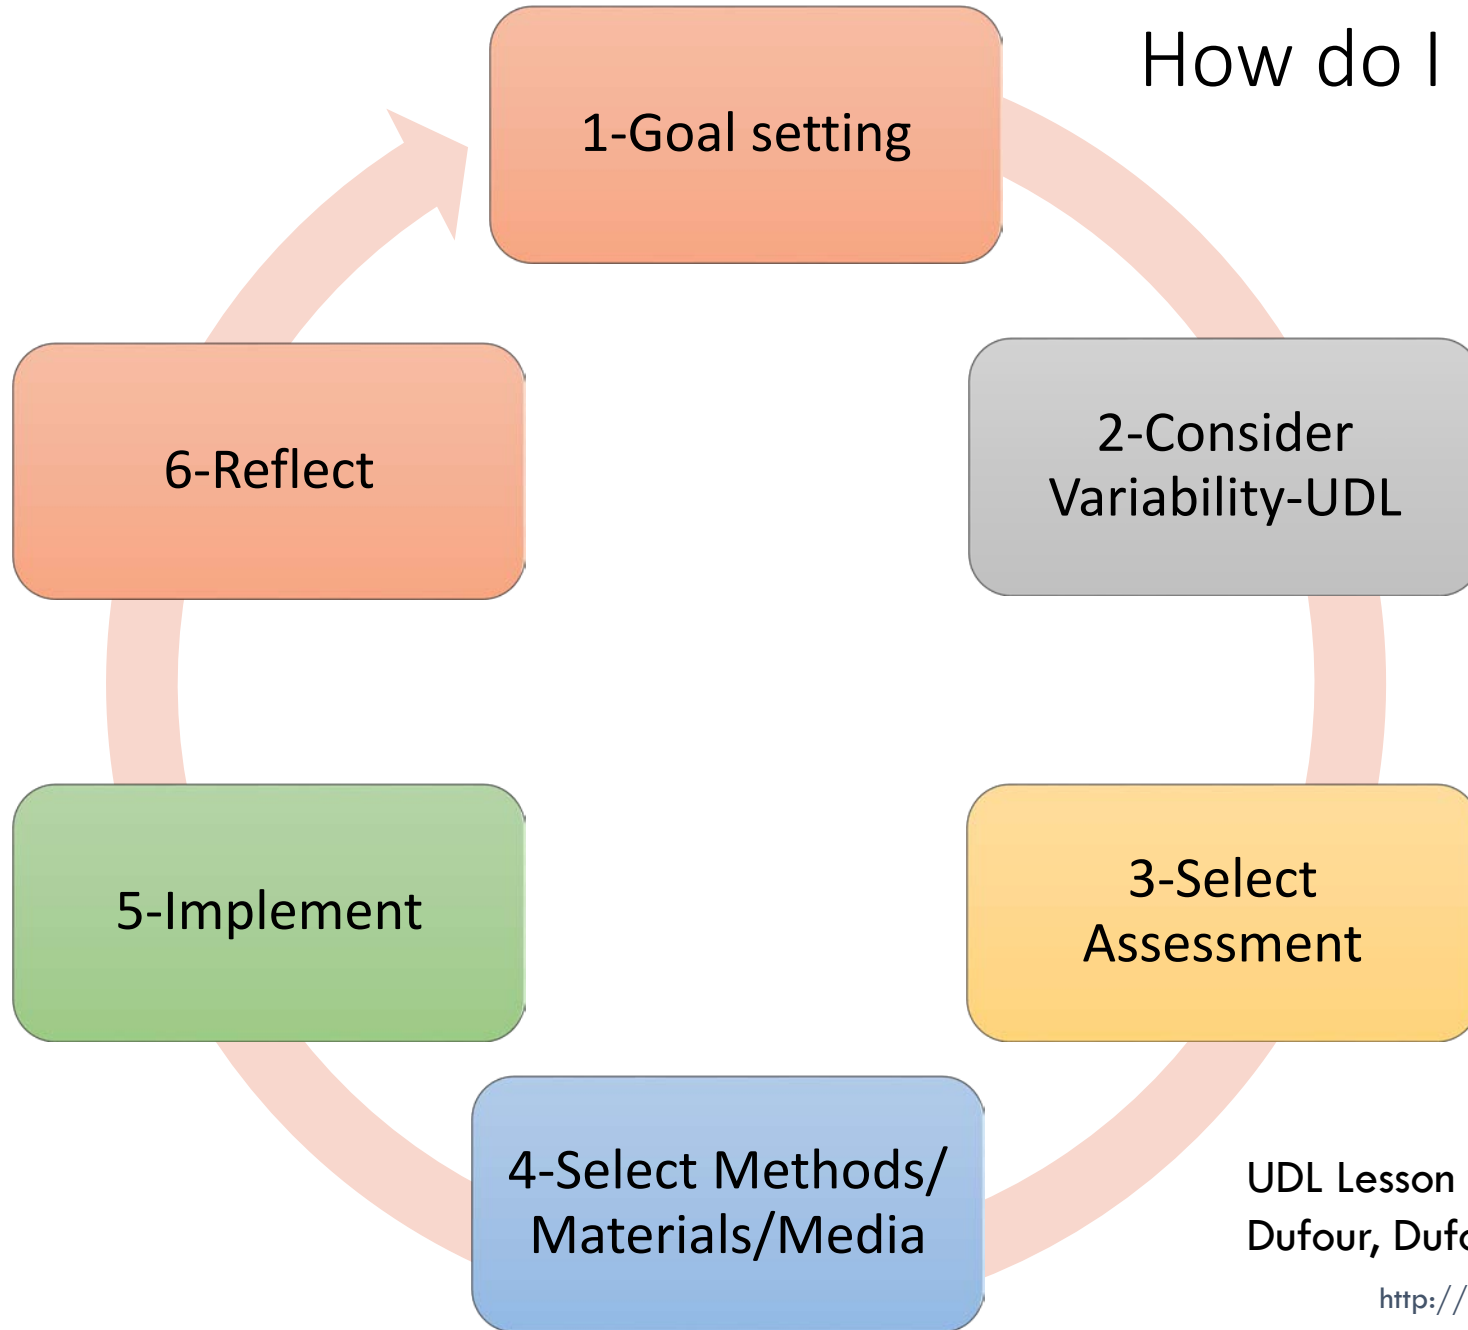 How do I
1-Goal setting
2-Consider
Variability-UDL
3-Select
Assessment
4-Select Methods/
Materials/Media
5-Implement
6-Reflect
UDL Lesson
Dufour,
http://